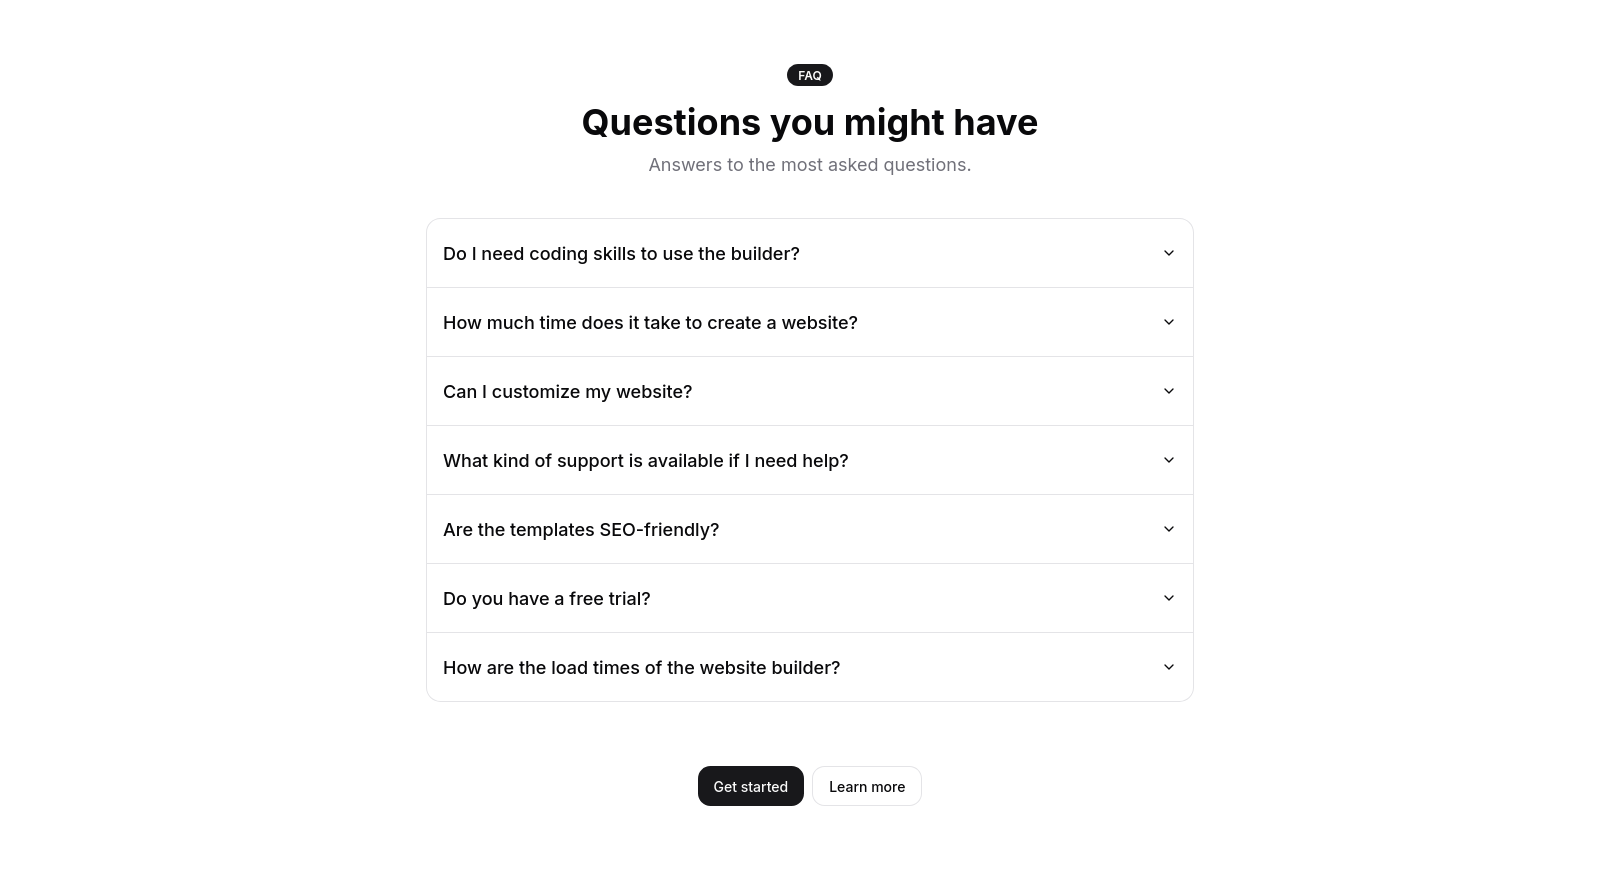 FAQ
Questions you might have
Answers to the most asked questions.
Do I need coding skills to use the builder?
How much time does it take to create a website?
Can I customize my website?
What kind of support is available if I need help?
Are the templates SEO-friendly?
Do you have a free trial?
How are the load times of the website builder?
Get started
Learn more